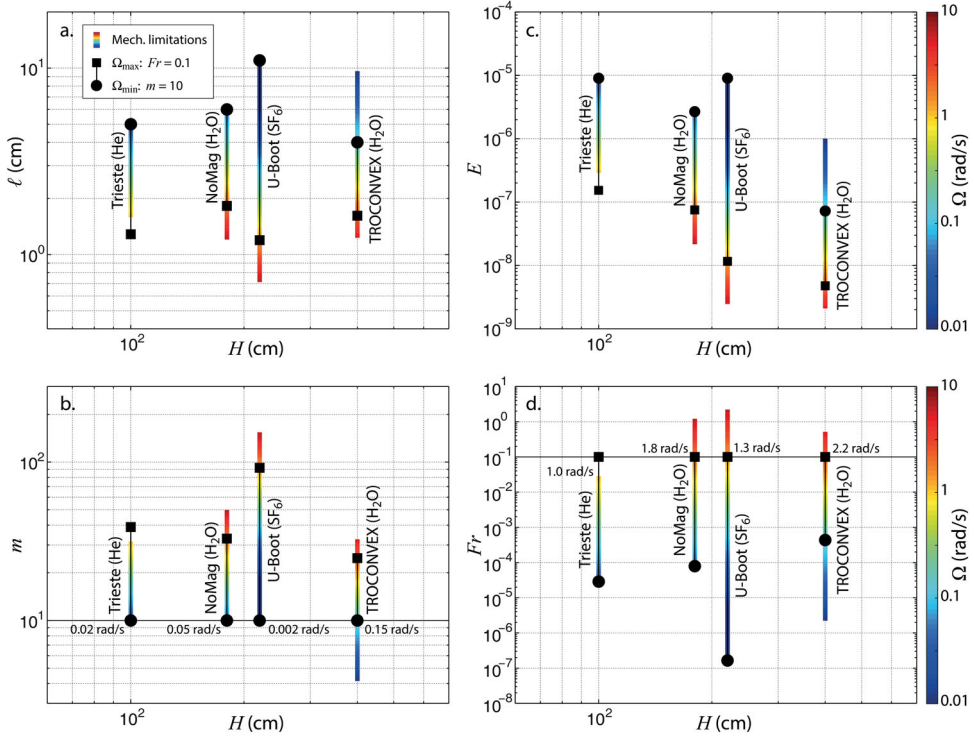 a.
Mech. limitations
Ωmax: Fr = 0.1
Ωmin: m = 10
10¹
10⁰
ℓ (cm)
Trieste (He)
NoMag (H₂O)
U-Boot (SF₆)
TROCONVEX (H₂O)
10²
H (cm)
c.
10⁻⁴
10⁻⁵
10⁻⁶
10⁻⁷
10⁻⁸
10⁻⁹
E
Trieste (He)
NoMag (H₂O)
U-Boot (SF₆)
TROCONVEX (H₂O)
10²
H (cm)
10
1
0.1
0.01
Ω (rad/s)
b.
10²
10¹
m
Trieste (He)
NoMag (H₂O)
U-Boot (SF₆)
TROCONVEX (H₂O)
0.02 rad/s
0.05 rad/s
0.002 rad/s
0.15 rad/s
10²
H (cm)
d.
10¹
10⁰
10⁻¹
10⁻²
10⁻³
10⁻⁴
10⁻⁵
10⁻⁶
10⁻⁷
10⁻⁸
Fr
1.0 rad/s
1.8 rad/s
1.3 rad/s
2.2 rad/s
Trieste (He)
NoMag (H₂O)
U-Boot (SF₆)
TROCONVEX (H₂O)
10²
H (cm)
10
1
0.1
0.01
Ω (rad/s)